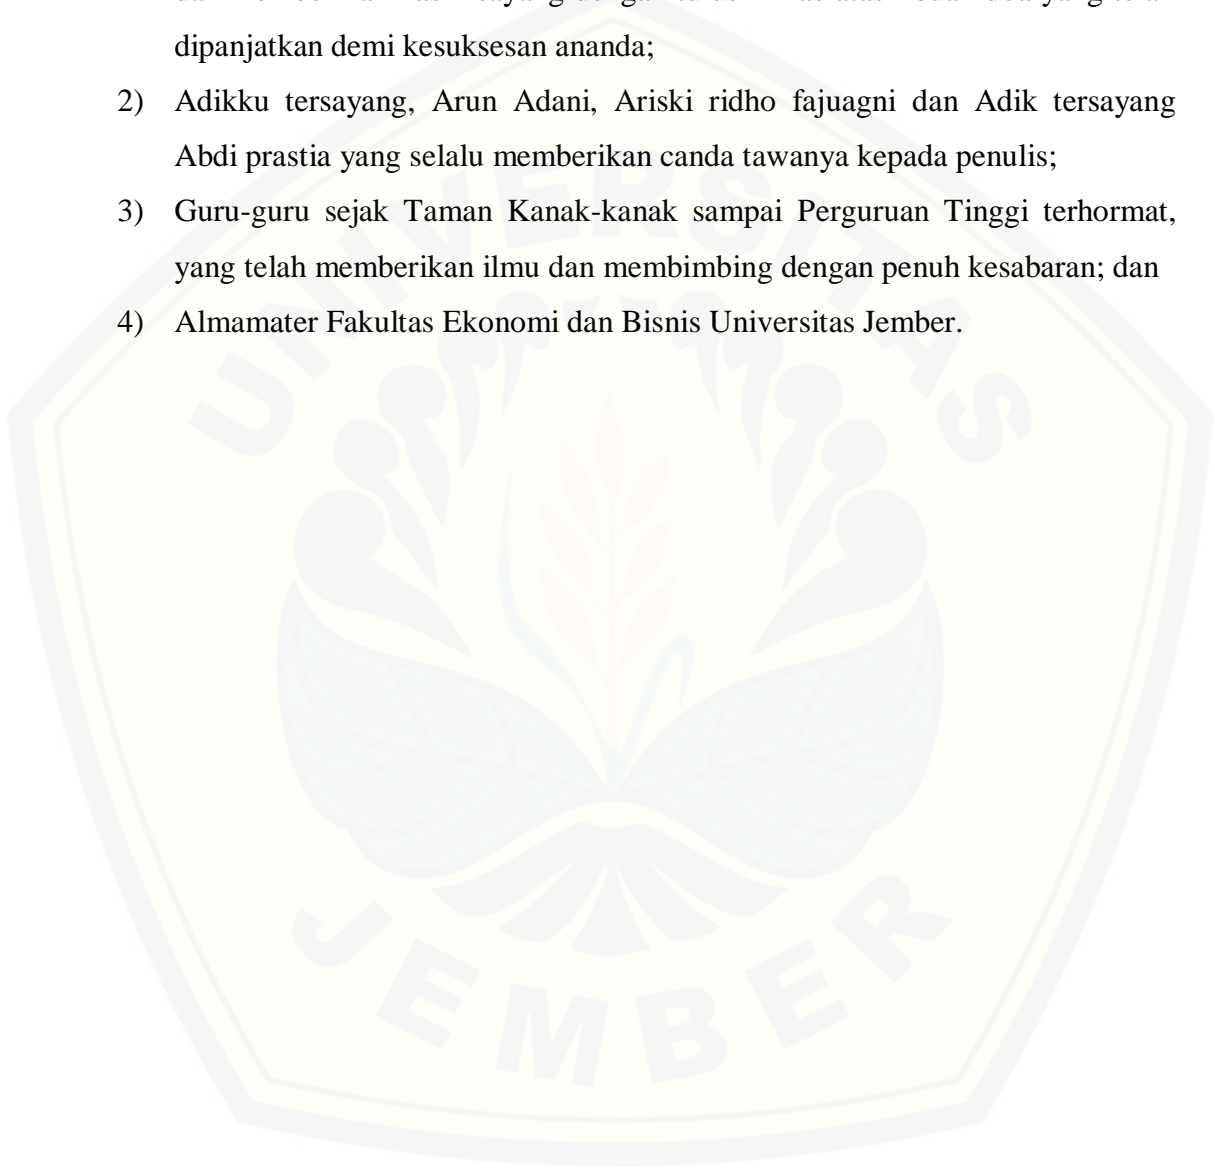 dipanjatkan demi kesuksesan ananda;
2) Adikku tersayang, Arun Adani, Ariski ridho fajuagni dan Adik tersayang
Abdi prastia yang selalu memberikan canda tawanya kepada penulis;
3) Guru-guru sejak Taman Kanak-kanak sampai Perguruan Tinggi terhormat,
yang telah memberikan ilmu dan membimbing dengan penuh kesabaran; dan
4) Almamater Fakultas Ekonomi dan Bisnis Universitas Jember.
UNIVERSITAS
JEMBER